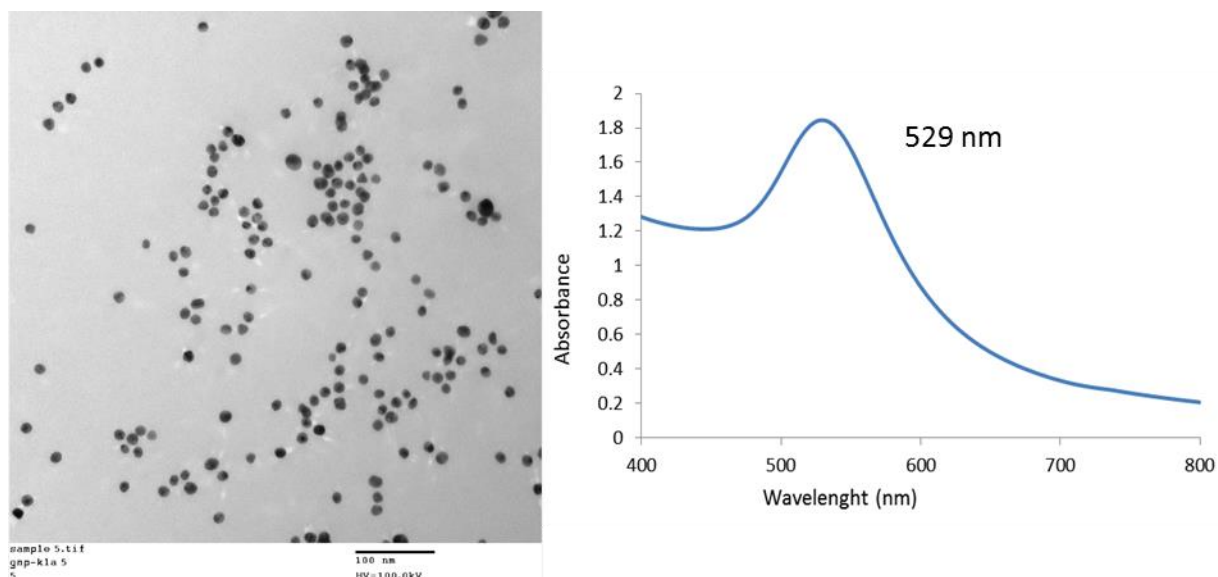 sample 5.tif
gnp-kla 5
5
100 nm
HV=100.0kV
2
1.8
1.6
1.4
1.2
1
0.8
0.6
0.4
0.2
0
400 500 600 700 800
Absorbance
Wavelenght (nm)
529 nm